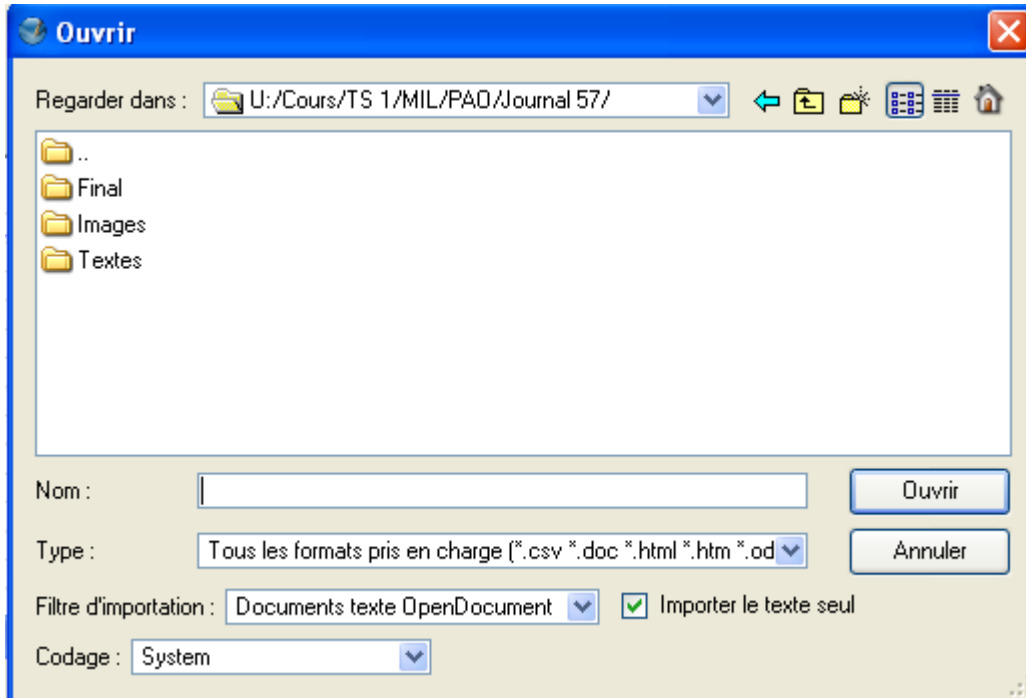 Ouvrir
Regarder dans : U:/Cours/TS 1/MIL/PAO/Journal 57/
..
Final
Images
Textes
Nom : Ouvrir
Type : Tous les formats pris en charge (*.csv *.doc *.html *.htm *.od Annuler
Filtre d'importation : Documents texte OpenDocument Importer le texte seul
Codage : System